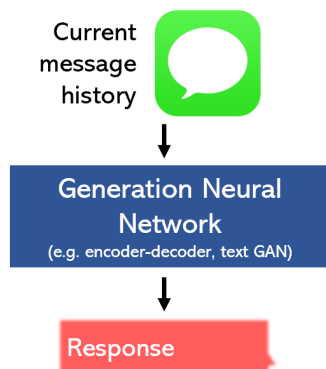 Current
message
history
Generation Neural
Network
(e.g. encoder-decoder, text GAN)
Response